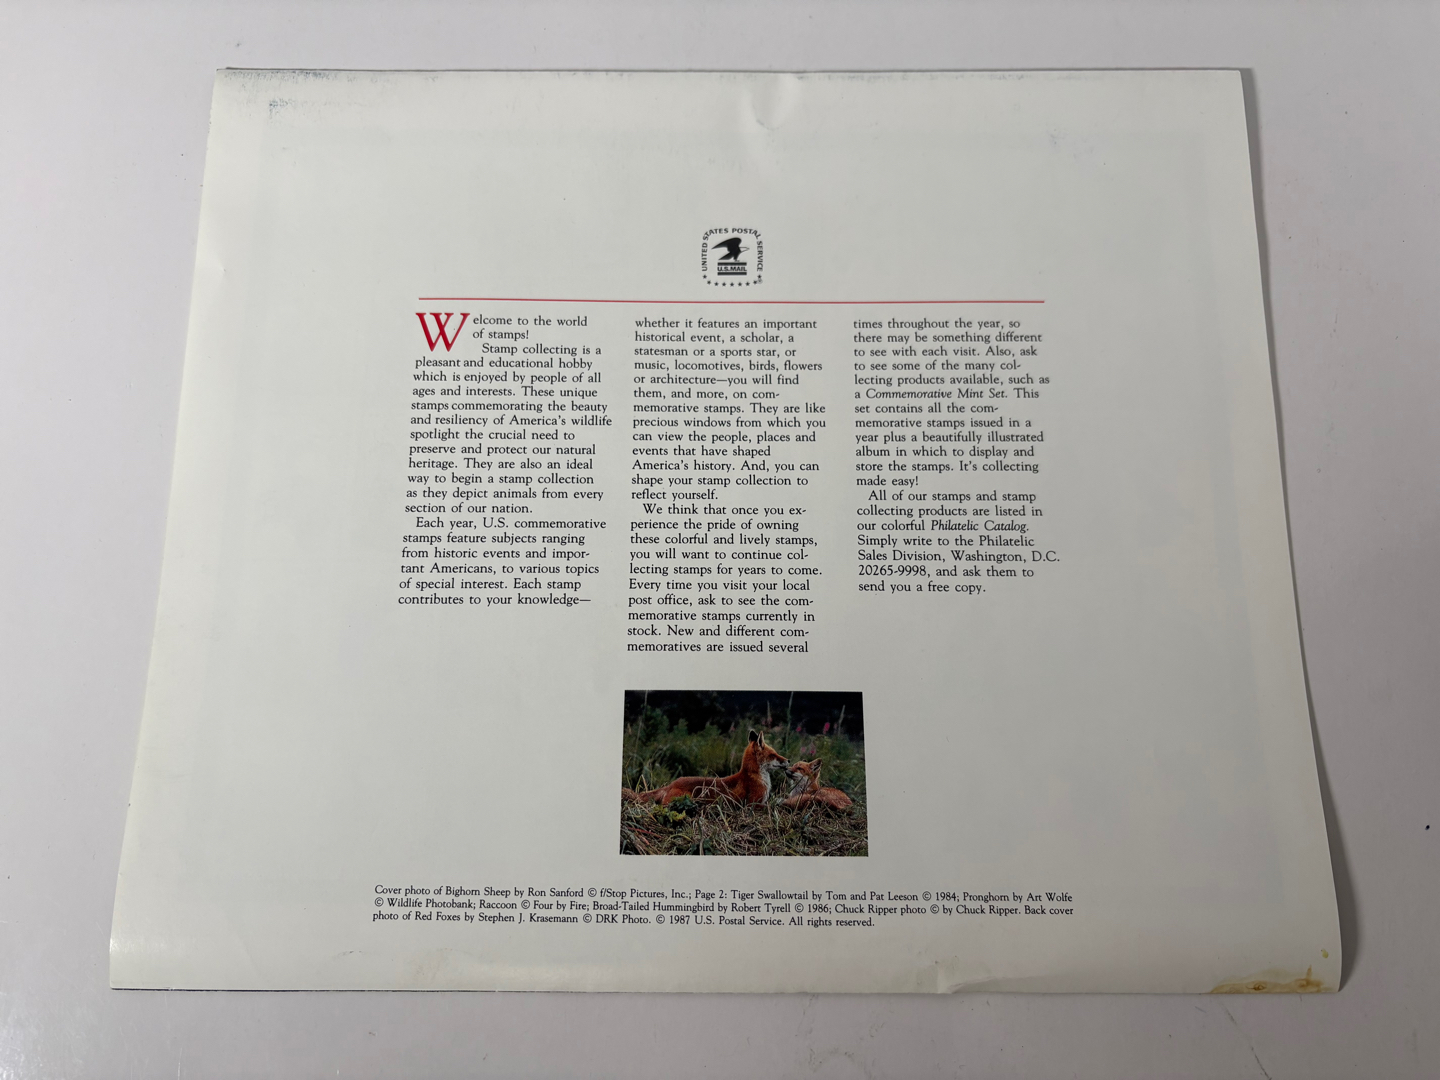 UNITED STATES POSTAL SERVICE
U.S.MAIL
®
Welcome to the world
of stamps!
Stamp collecting is a
pleasant and educational hobby
which is enjoyed by people of all
ages and interests. These unique
stamps commemorating the beauty
and resiliency of America's wildlife
spotlight the crucial need to
preserve and protect our natural
heritage. They are also an ideal
way to begin a stamp collection
as they depict animals from every
section of our nation.
Each year, U.S. commemorative
stamps feature subjects ranging
from historic events and impor-
tant Americans, to various topics
of special interest. Each stamp
contributes to your knowledge—
whether it features an important
historical event, a scholar, a
statesman or a sports star, or
music, locomotives, birds, flowers
or architecture—you will find
them, and more, on com-
memorative stamps. They are like
precious windows from which you
can view the people, places and
events that have shaped
America's history. And, you can
shape your stamp collection to
reflect yourself.
We think that once you ex-
perience the pride of owning
these colorful and lively stamps,
you will want to continue col-
lecting stamps for years to come.
Every time you visit your local
post office, ask to see the com-
memorative stamps currently in
stock. New and different com-
memoratives are issued several
times throughout the year, so
there may be something different
to see with each visit. Also, ask
to see some of the many col-
lecting products available, such as
a Commemorative Mint Set. This
set contains all the com-
memorative stamps issued in a
year plus a beautifully illustrated
album in which to display and
store the stamps. It's collecting
made easy!
All of our stamps and stamp
collecting products are listed in
our colorful Philatelic Catalog.
Simply write to the Philatelic
Sales Division, Washington, D.C.
20265-9998, and ask them to
send you a free copy.
Cover photo of Bighorn Sheep by Ron Sanford © f/Stop Pictures, Inc.; Page 2: Tiger Swallowtail by Tom and Pat Leeson © 1984; Pronghorn by Art Wolfe
© Wildlife Photobank; Raccoon © Four by Fire; Broad-Tailed Hummingbird by Robert Tyrell © 1986; Chuck Ripper photo © by Chuck Ripper. Back cover
photo of Red Foxes by Stephen J. Krasemann © DRK Photo. © 1987 U.S. Postal Service. All rights reserved.